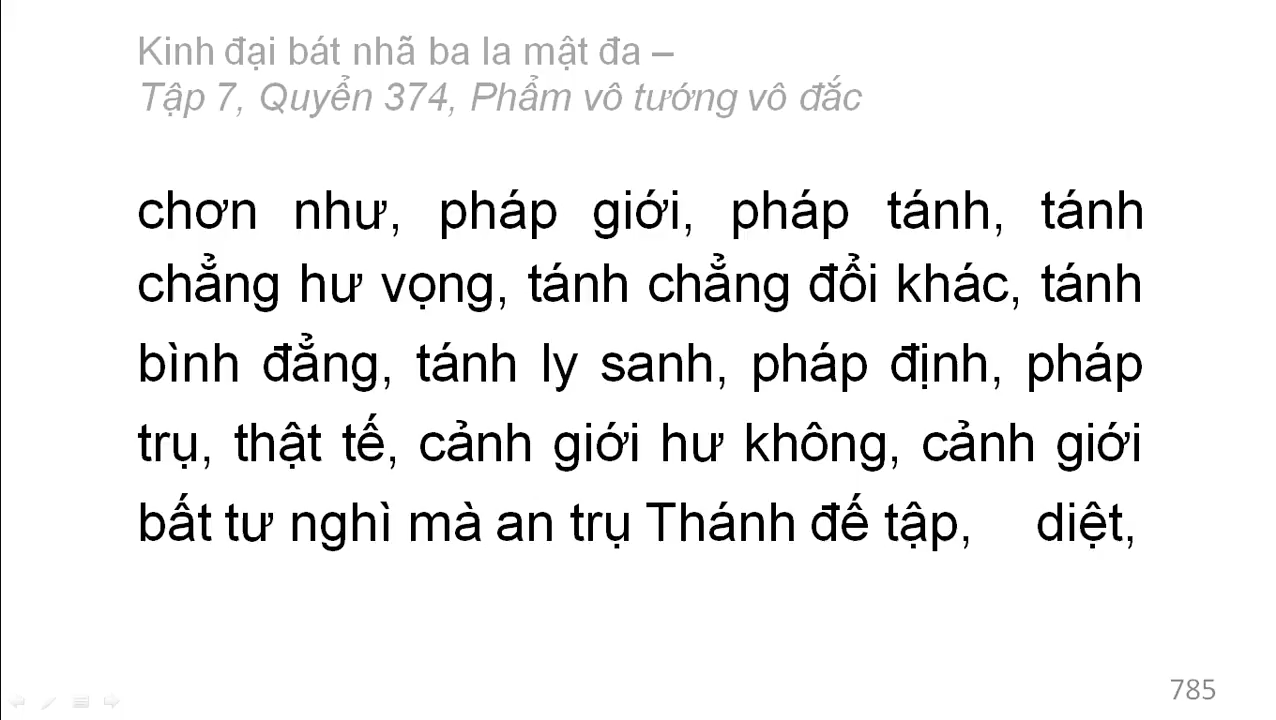 Kinh đại bát nhã ba la mật đa –
Tập 7, Quyển 374, Phẩm vô tướng vô đắc
chơn như, pháp giới, pháp tánh, tánh
chẳng hư vọng, tánh chẳng đổi khác, tánh
bình đẳng, tánh ly sanh, pháp định, pháp
trụ, thật tế, cảnh giới hư không, cảnh giới
bất tư nghì mà an trụ Thánh đế tập, diệt,
785